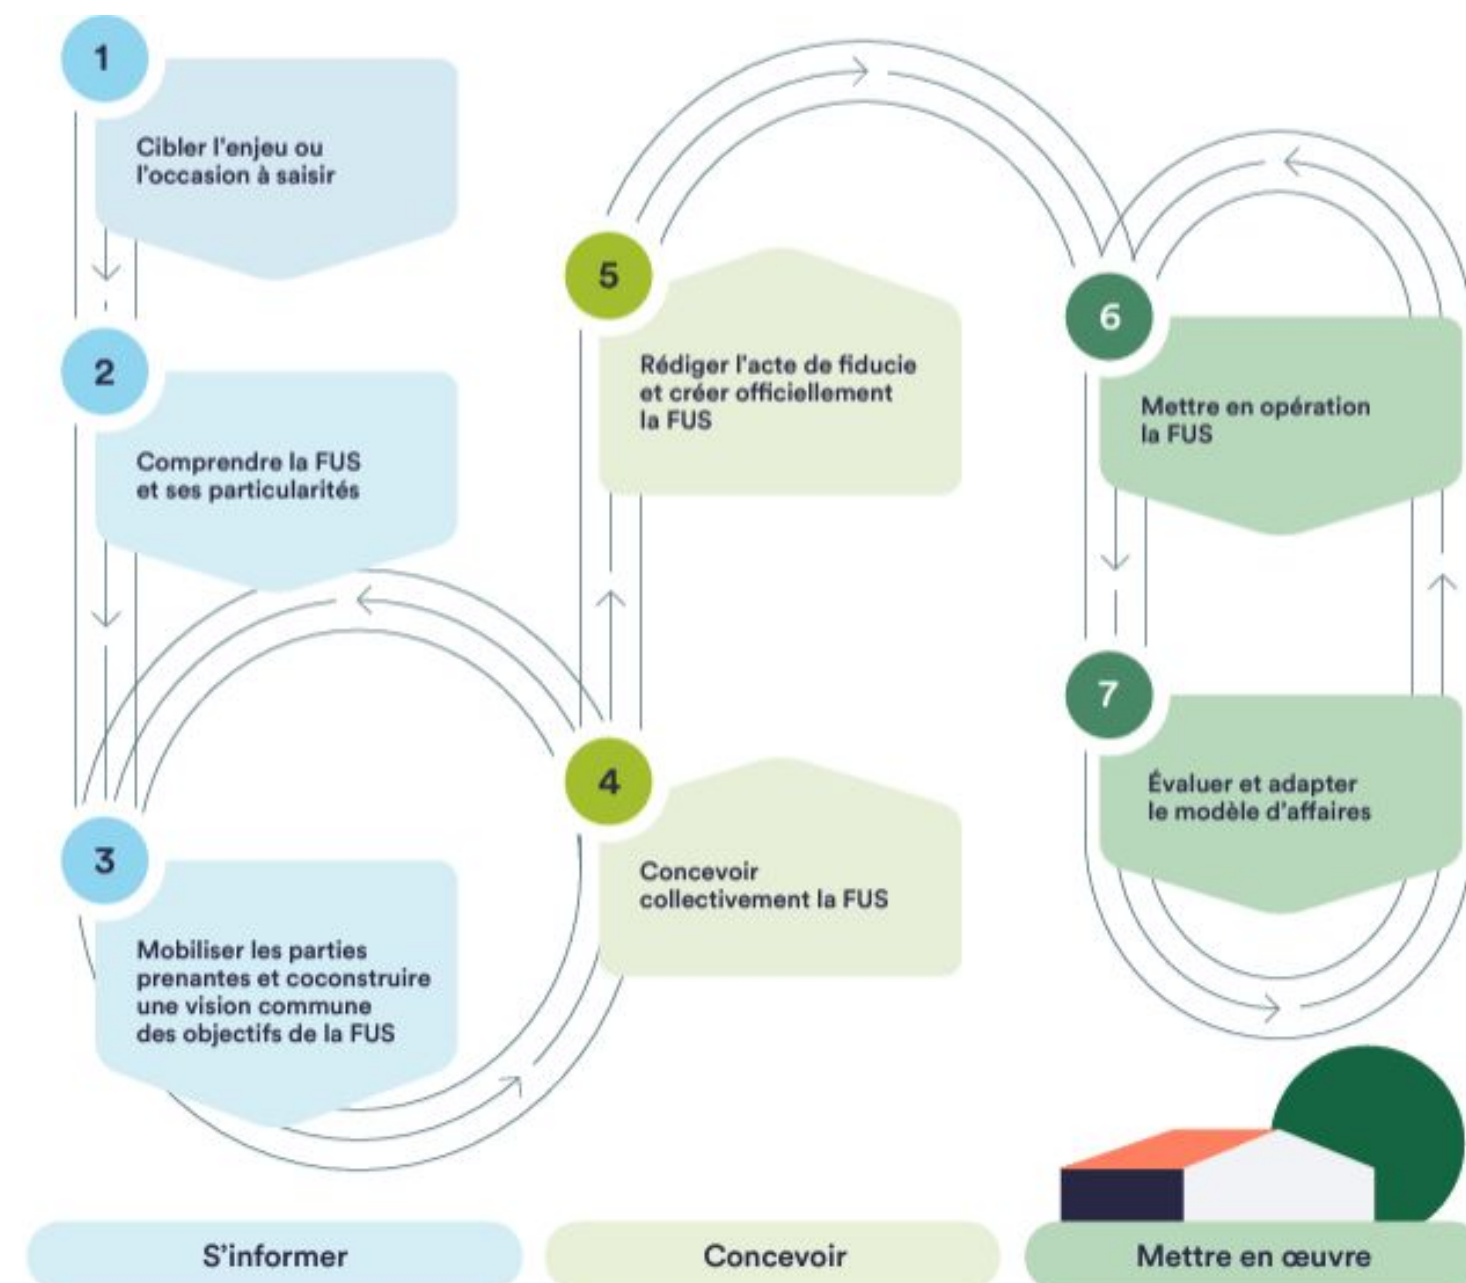 1
Cibler l'enjeu ou
l'occasion à saisir
2
Comprendre la FUS
et ses particularités
3
Mobiliser les parties
prenantes et coconstruire
une vision commune
des objectifs de la FUS
4
Concevoir
collectivement la FUS
5
Rédiger l'acte de fiducie
et créer officiellement
la FUS
6
Mettre en opération
la FUS
7
Évaluer et adapter
le modèle d'affaires
S'informer
Concevoir
Mettre en œuvre